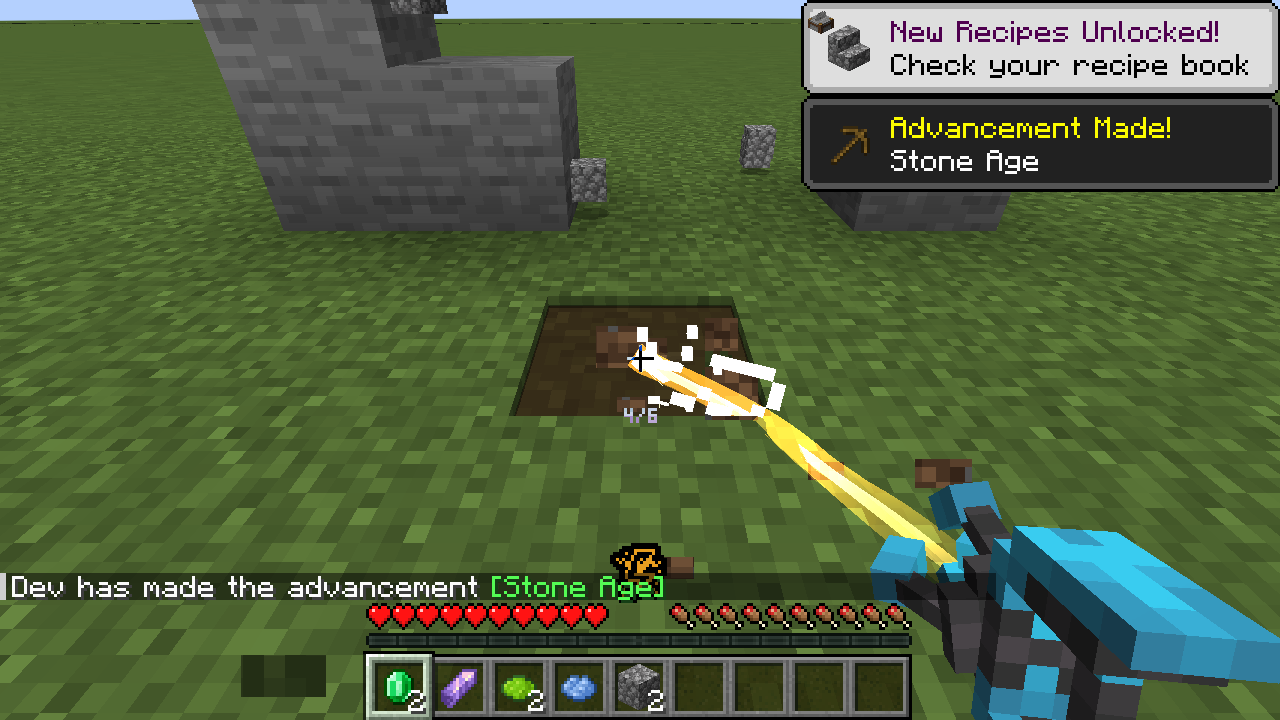 New Recipes Unlocked!
Check your recipe book
Advancement Made!
Stone Age
4/6
Dev has made the advancement [Stone Age]
2
2
2